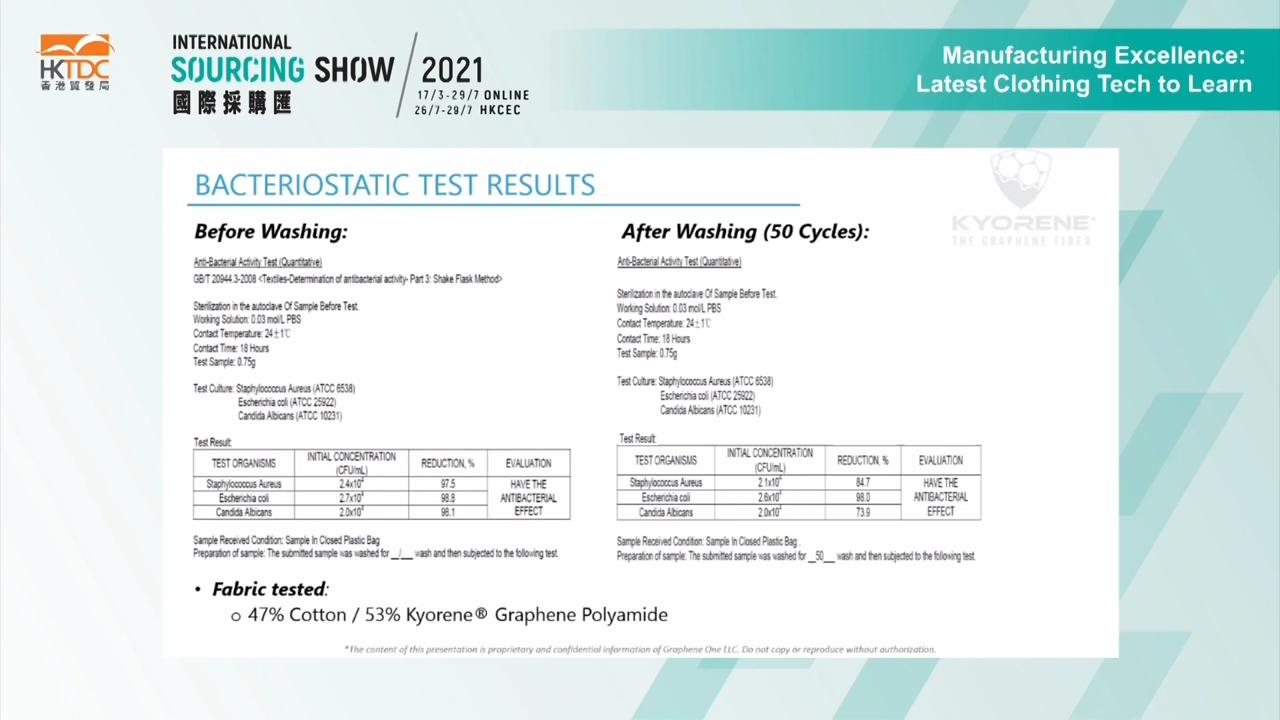 HKTDC
香港貿發局
INTERNATIONAL
SOURCING SHOW
國際採購匯
2021
17/3-29/7 ONLINE
26/7-29/7 HKCEC
Manufacturing Excellence:
Latest Clothing Tech to Learn
KYORENE®
THE GRAPHENE FIBER
BACTERIOSTATIC TEST RESULTS
Before Washing:
Anti-Bacterial Activity Test (Quantitative)
GB/T 20944.3-2008 <Textiles-Determination of antibacterial activity- Part 3: Shake Flask Method>
Sterilization in the autoclave Of Sample Before Test.
Working Solution: 0.03 mol/L PBS
Contact Temperature: 24±1℃
Contact Time: 18 Hours
Test Sample: 0.75g
Test Culture: Staphylococcus Aureus (ATCC 6538)
Escherichia coli (ATCC 25922)
Candida Albicans (ATCC 10231)
Test Result:
TEST ORGANISMS INITIAL CONCENTRATION (CFU/mL) REDUCTION, % EVALUATION
Staphylococcus Aureus 97.5 HAVE THE
Escherichia coli 98.8 ANTIBACTERIAL
Candida Albicans 98.1 EFFECT
Sample Received Condition: Sample In Closed Plastic Bag
Preparation of sample: The submitted sample was washed for __/__ wash and then subjected to the following test.
After Washing (50 Cycles):
Anti-Bacterial Activity Test (Quantitative)
Sterilization in the autoclave Of Sample Before Test.
Working Solution: 0.03 mol/L PBS
Contact Temperature: 24±1℃
Contact Time: 18 Hours
Test Sample: 0.75g
Test Culture: Staphylococcus Aureus (ATCC 6538)
Escherichia coli (ATCC 25922)
Candida Albicans (ATCC 10231)
Test Result:
TEST ORGANISMS INITIAL CONCENTRATION (CFU/mL) REDUCTION, % EVALUATION
Staphylococcus Aureus 84.7 HAVE THE
Escherichia coli 98.0 ANTIBACTERIAL
Candida Albicans 73.9 EFFECT
Sample Received Condition: Sample In Closed Plastic Bag .
Preparation of sample: The submitted sample was washed for __50__ wash and then subjected to the following test.
• Fabric tested:
o 47% Cotton / 53% Kyorene® Graphene Polyamide
*The content of this presentation is proprietary and confidential information of Graphene One LLC. Do not copy or reproduce without authorization.